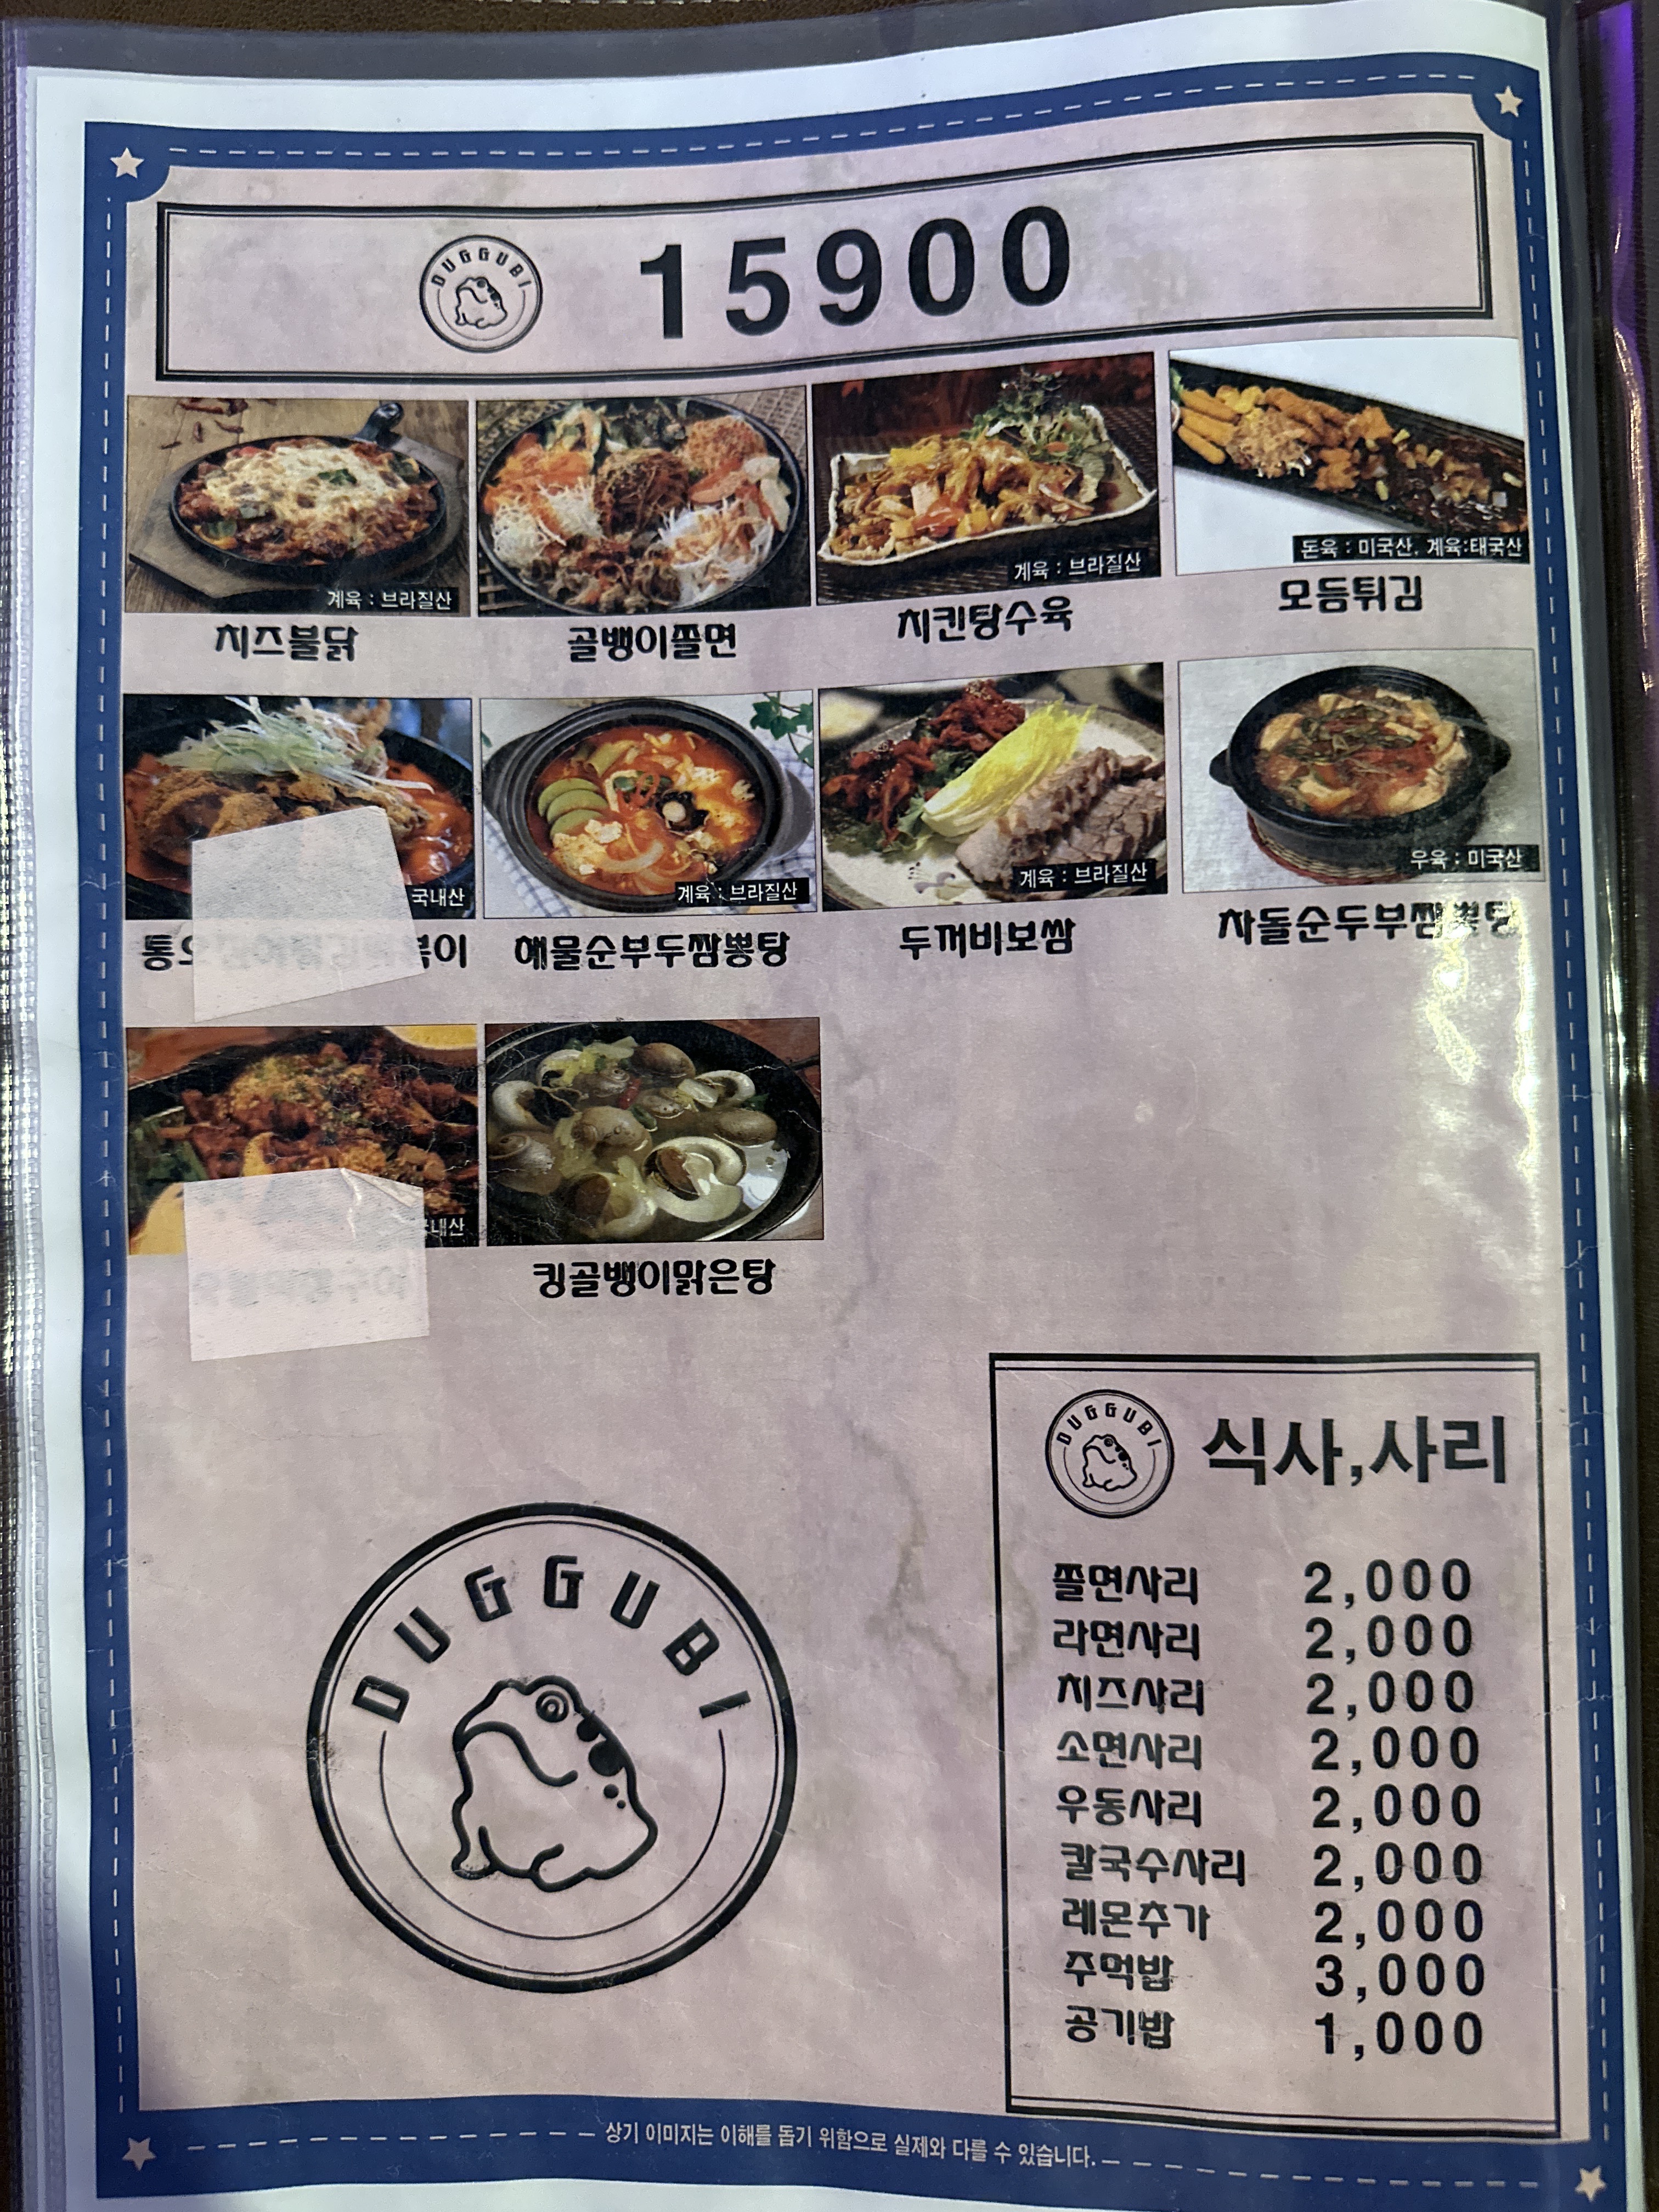 DUGGUBI
15900
계육 : 브라질산
계육 : 브라질산
돈육 : 미국산, 계육:태국산
치즈불닭
골뱅이쫄면
치킨탕수육
모듬튀김
국내산
계육 : 브라질산
계육 : 브라질산
우육 : 미국산
해물순부두짬뽕탕
두꺼비보쌈
차돌순두부짬뽕탕
킹골뱅이맑은탕
DUGGUBI
식사,사리
쫄면사리 2,000
라면사리 2,000
치즈사리 2,000
소면사리 2,000
우동사리 2,000
칼국수사리 2,000
레몬추가 2,000
주먹밥 3,000
공기밥 1,000
DUGGUBI
상기 이미지는 이해를 돕기 위함으로 실제와 다를 수 있습니다.